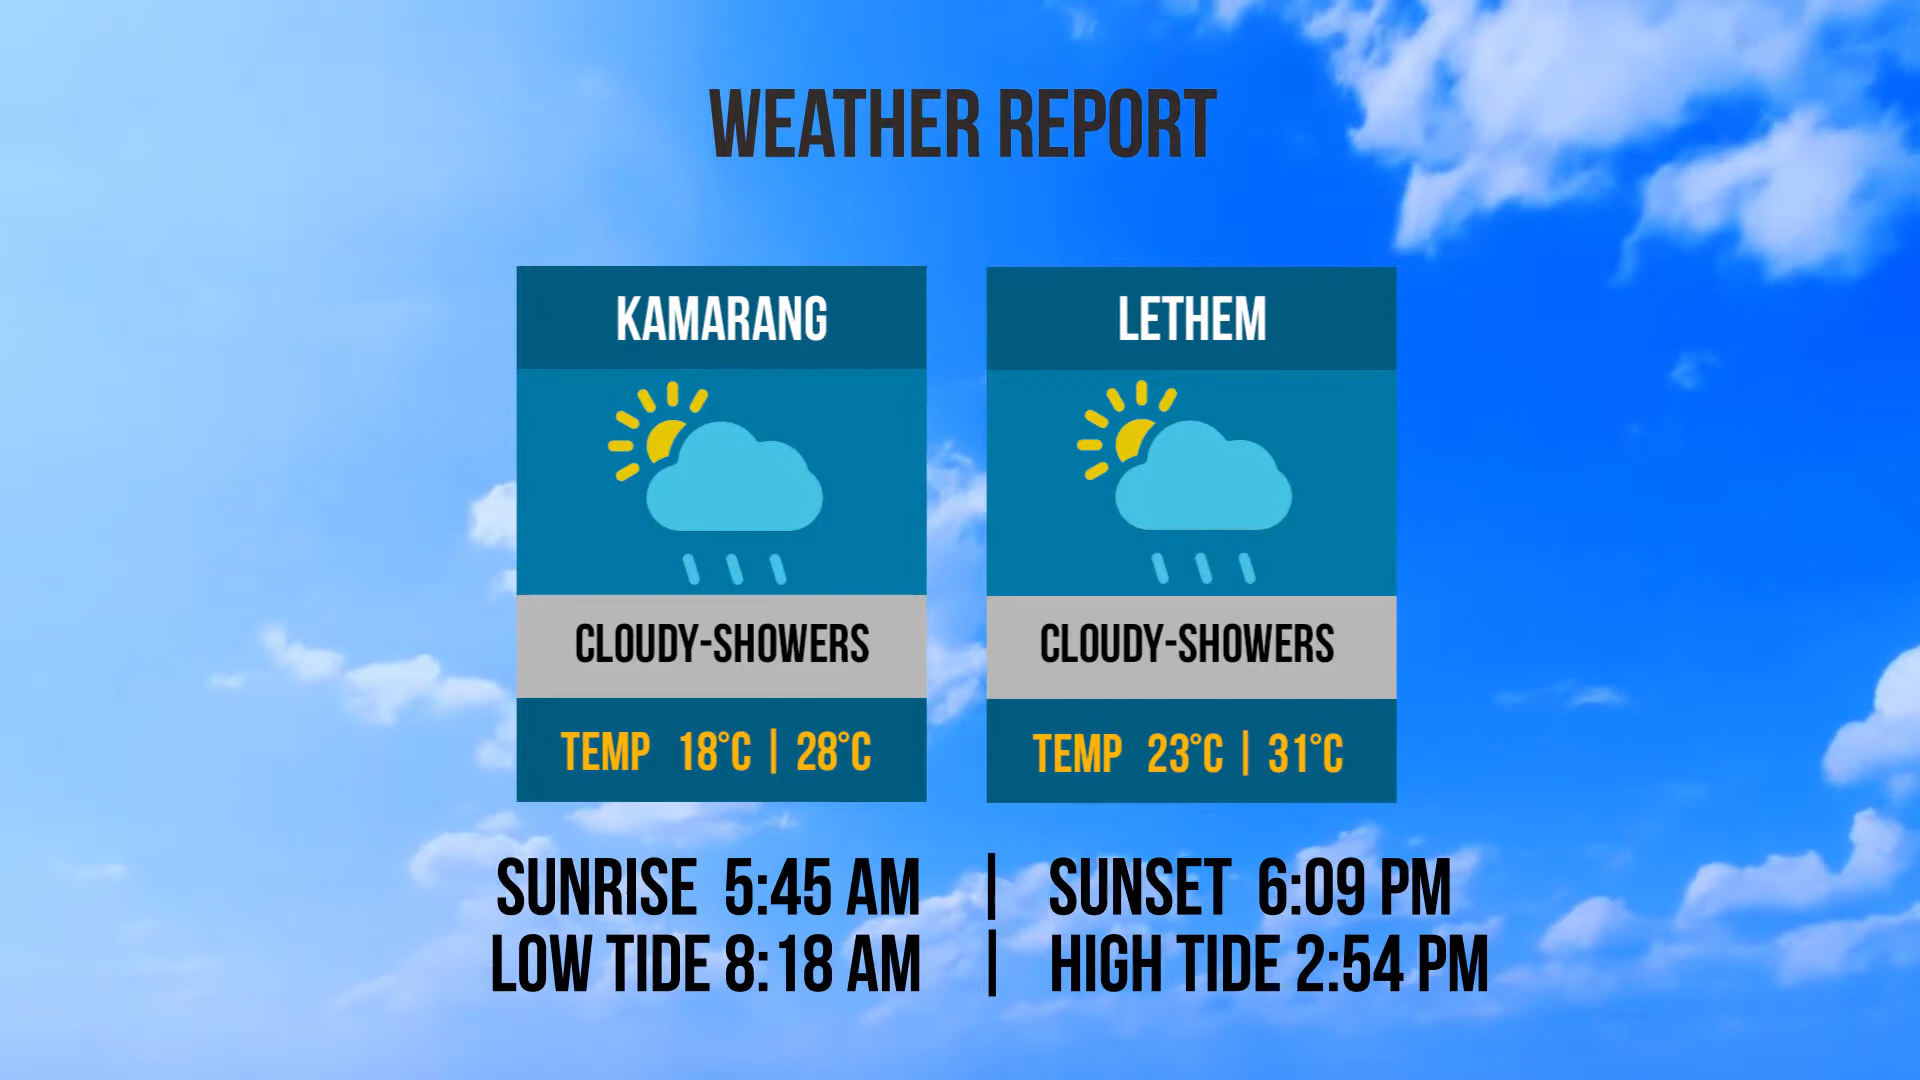 WEATHER REPORT
KAMARANG
CLOUDY-SHOWERS
TEMP 18°C | 28°C
LETHEM
CLOUDY-SHOWERS
TEMP 23°C | 31°C
SUNRISE 5:45 AM | SUNSET 6:09 PM
LOW TIDE 8:18 AM | HIGH TIDE 2:54 PM